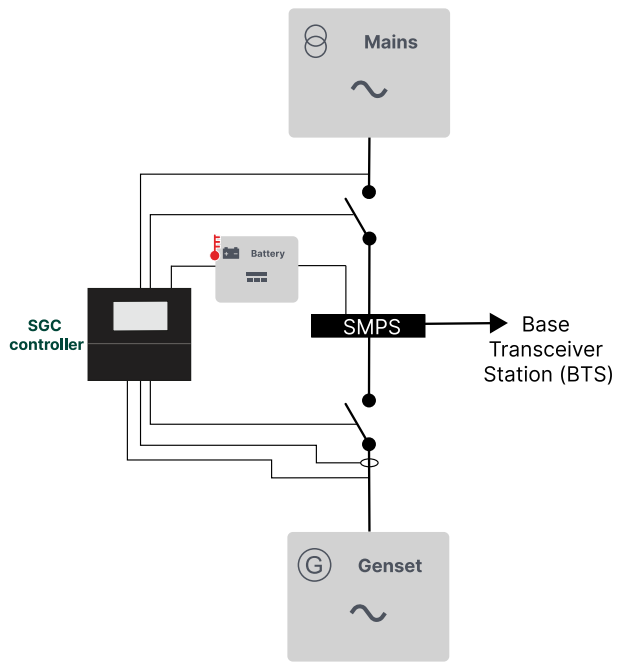 Mains
Battery
SGC
controller
SMPS
Base
Transceiver
Station (BTS)
G
Genset